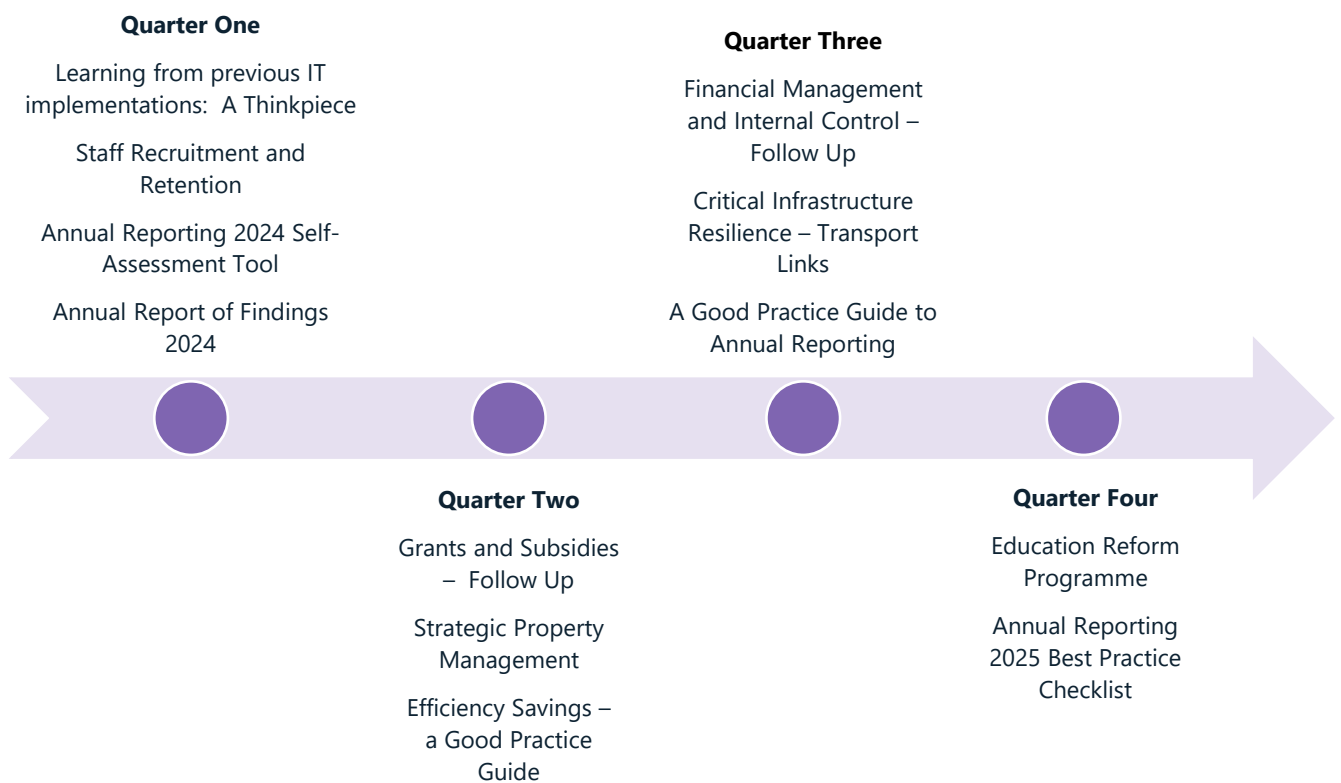 Quarter One
Learning from previous IT
implementations:  A Thinkpiece
Staff Recruitment and
Retention
Annual Reporting 2024 Self-
Assessment Tool
Annual Report of Findings
2024
Quarter Two
Grants and Subsidies
–  Follow Up
Strategic Property
Management
Efficiency Savings –
a Good Practice
Guide
Quarter Three
Financial Management
and Internal Control –
Follow Up
Critical Infrastructure
Resilience – Transport
Links
A Good Practice Guide to
Annual Reporting
Quarter Four
Education Reform
Programme
Annual Reporting
2025 Best Practice
Checklist